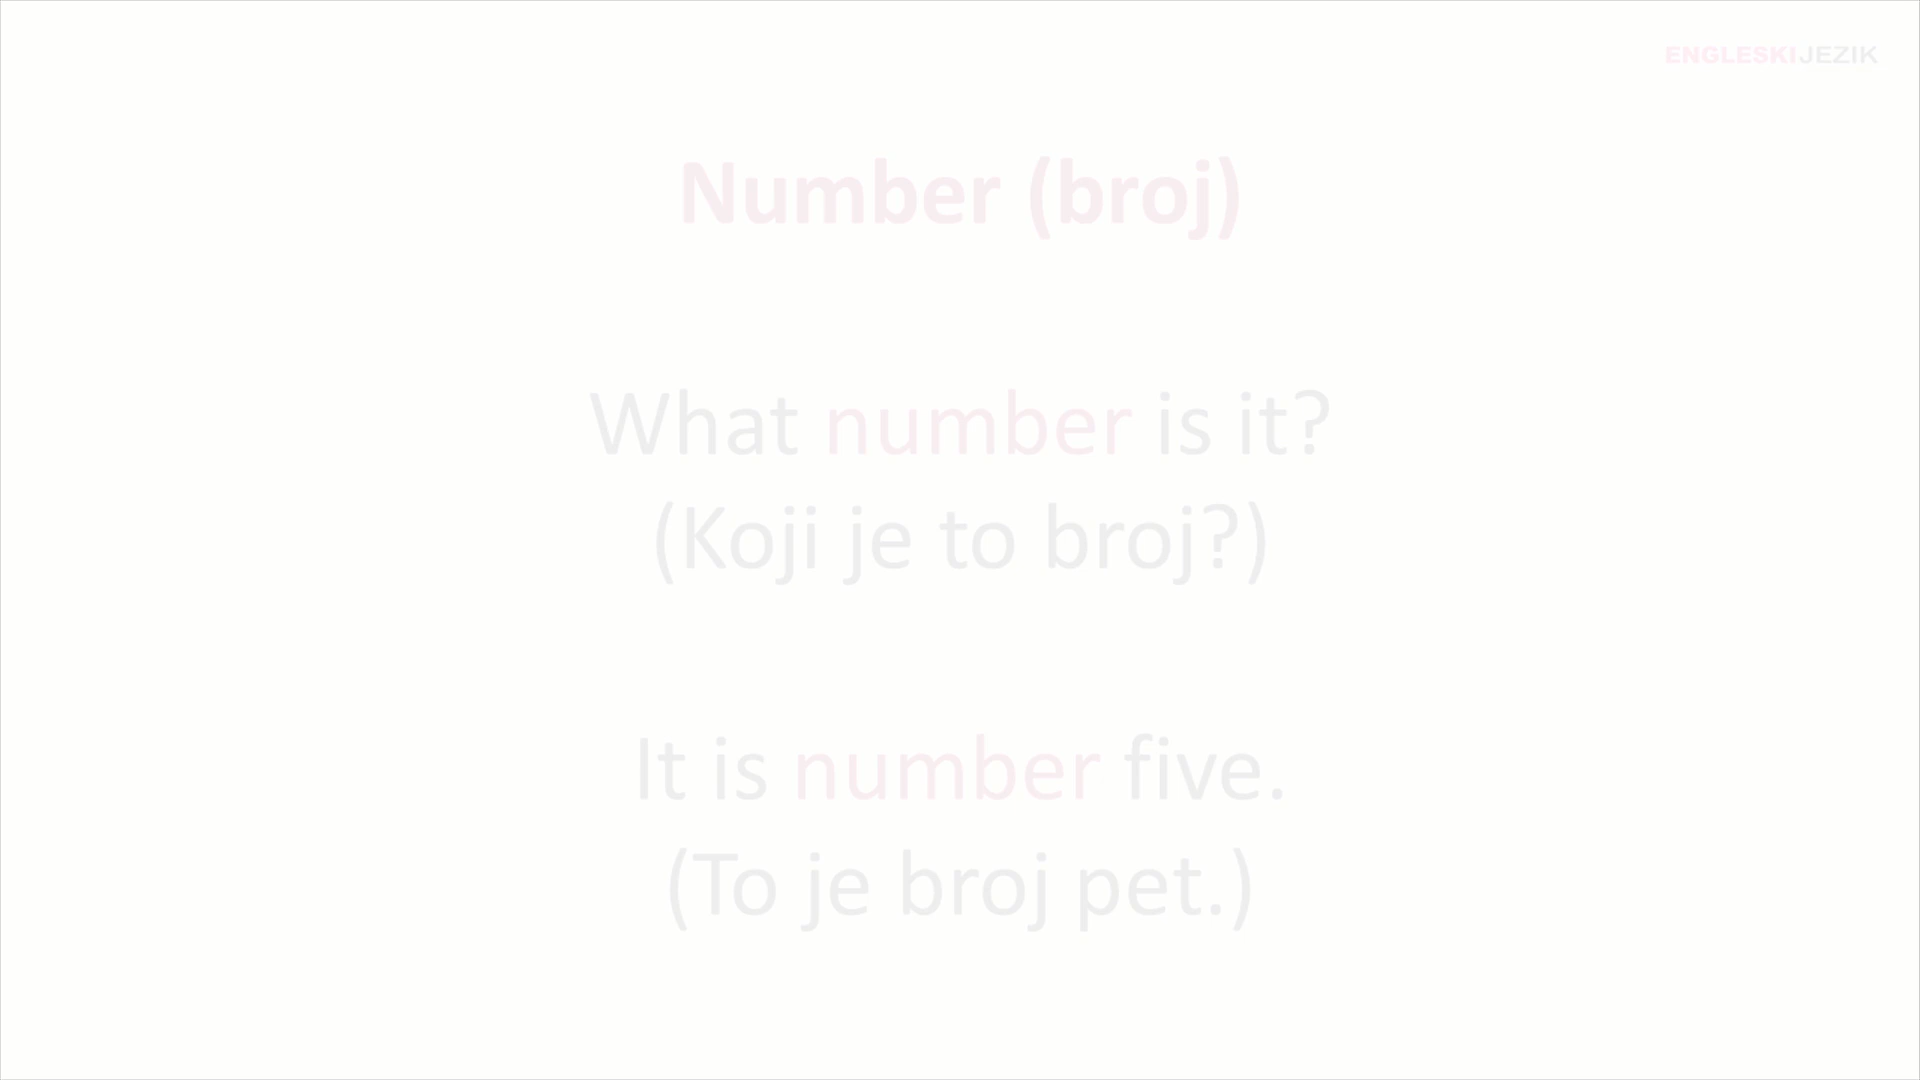 ENGLESKIJEZIK
Number (broj)
What number is it?
(Koji je to broj?)
It is number five.
(To je broj pet.)